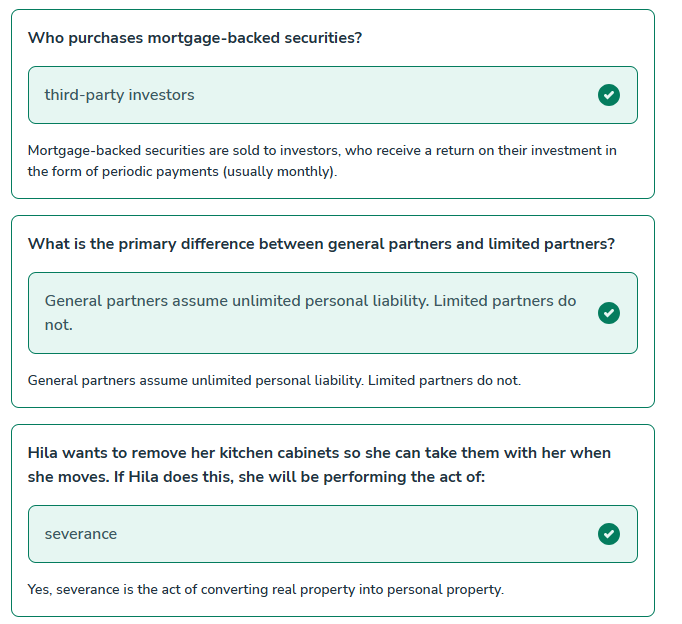 Who purchases mortgage-backed securities?
third-party investors
Mortgage-backed securities are sold to investors, who receive a return on their investment in
the form of periodic payments (usually monthly).
What is the primary difference between general partners and limited partners?
General partners assume unlimited personal liability. Limited partners do
not.
General partners assume unlimited personal liability. Limited partners do not.
Hila wants to remove her kitchen cabinets so she can take them with her when
she moves. If Hila does this, she will be performing the act of:
severance
Yes, severance is the act of converting real property into personal property.